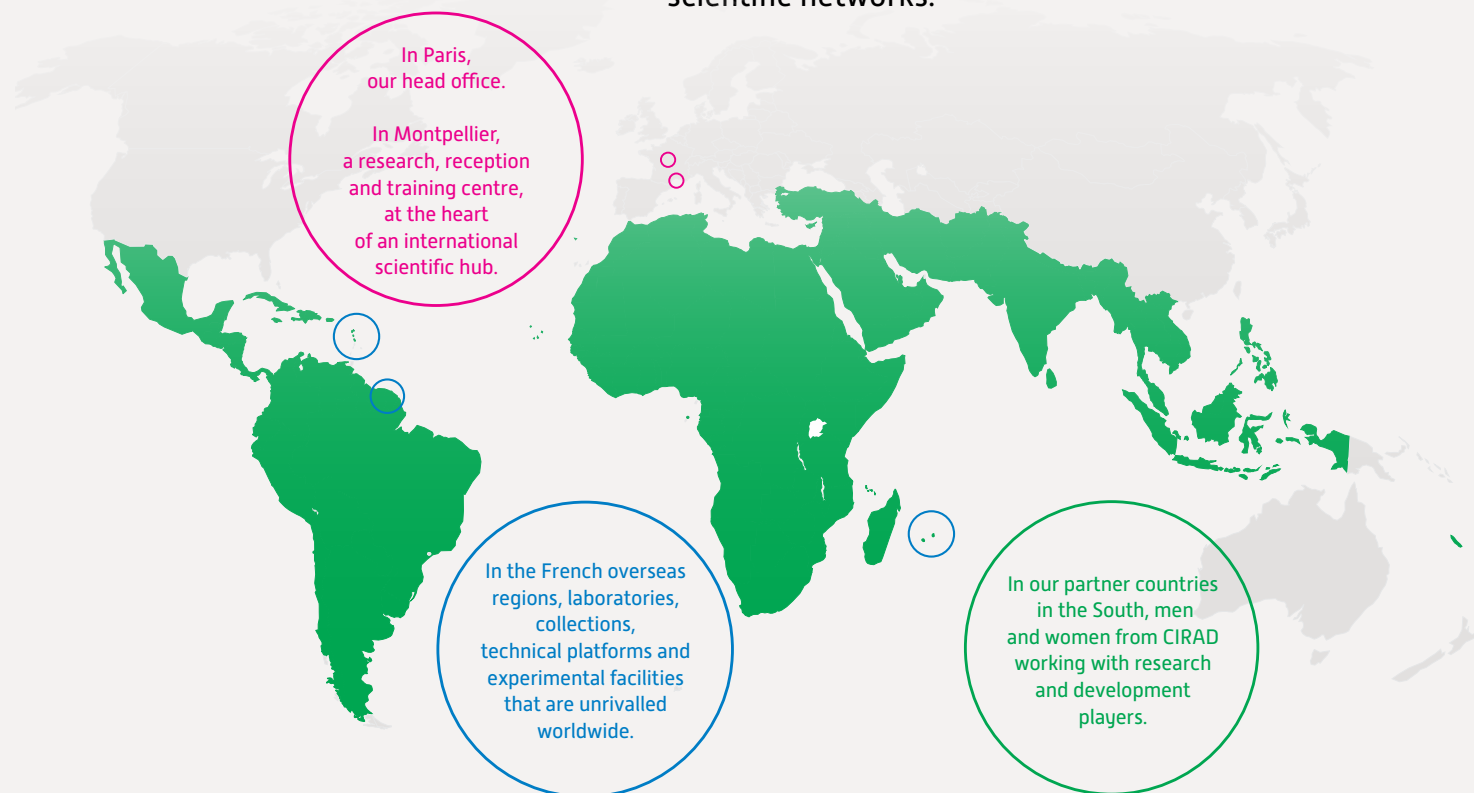 scientific networks.
In Paris,
our head office.
In Montpellier,
a research, reception
and training centre,
at the heart
of an international
scientific hub.
In the French overseas
regions, laboratories,
collections,
technical platforms and
experimental facilities
that are unrivalled
worldwide.
In our partner countries
in the South, men
and women from CIRAD
working with research
and development
players.